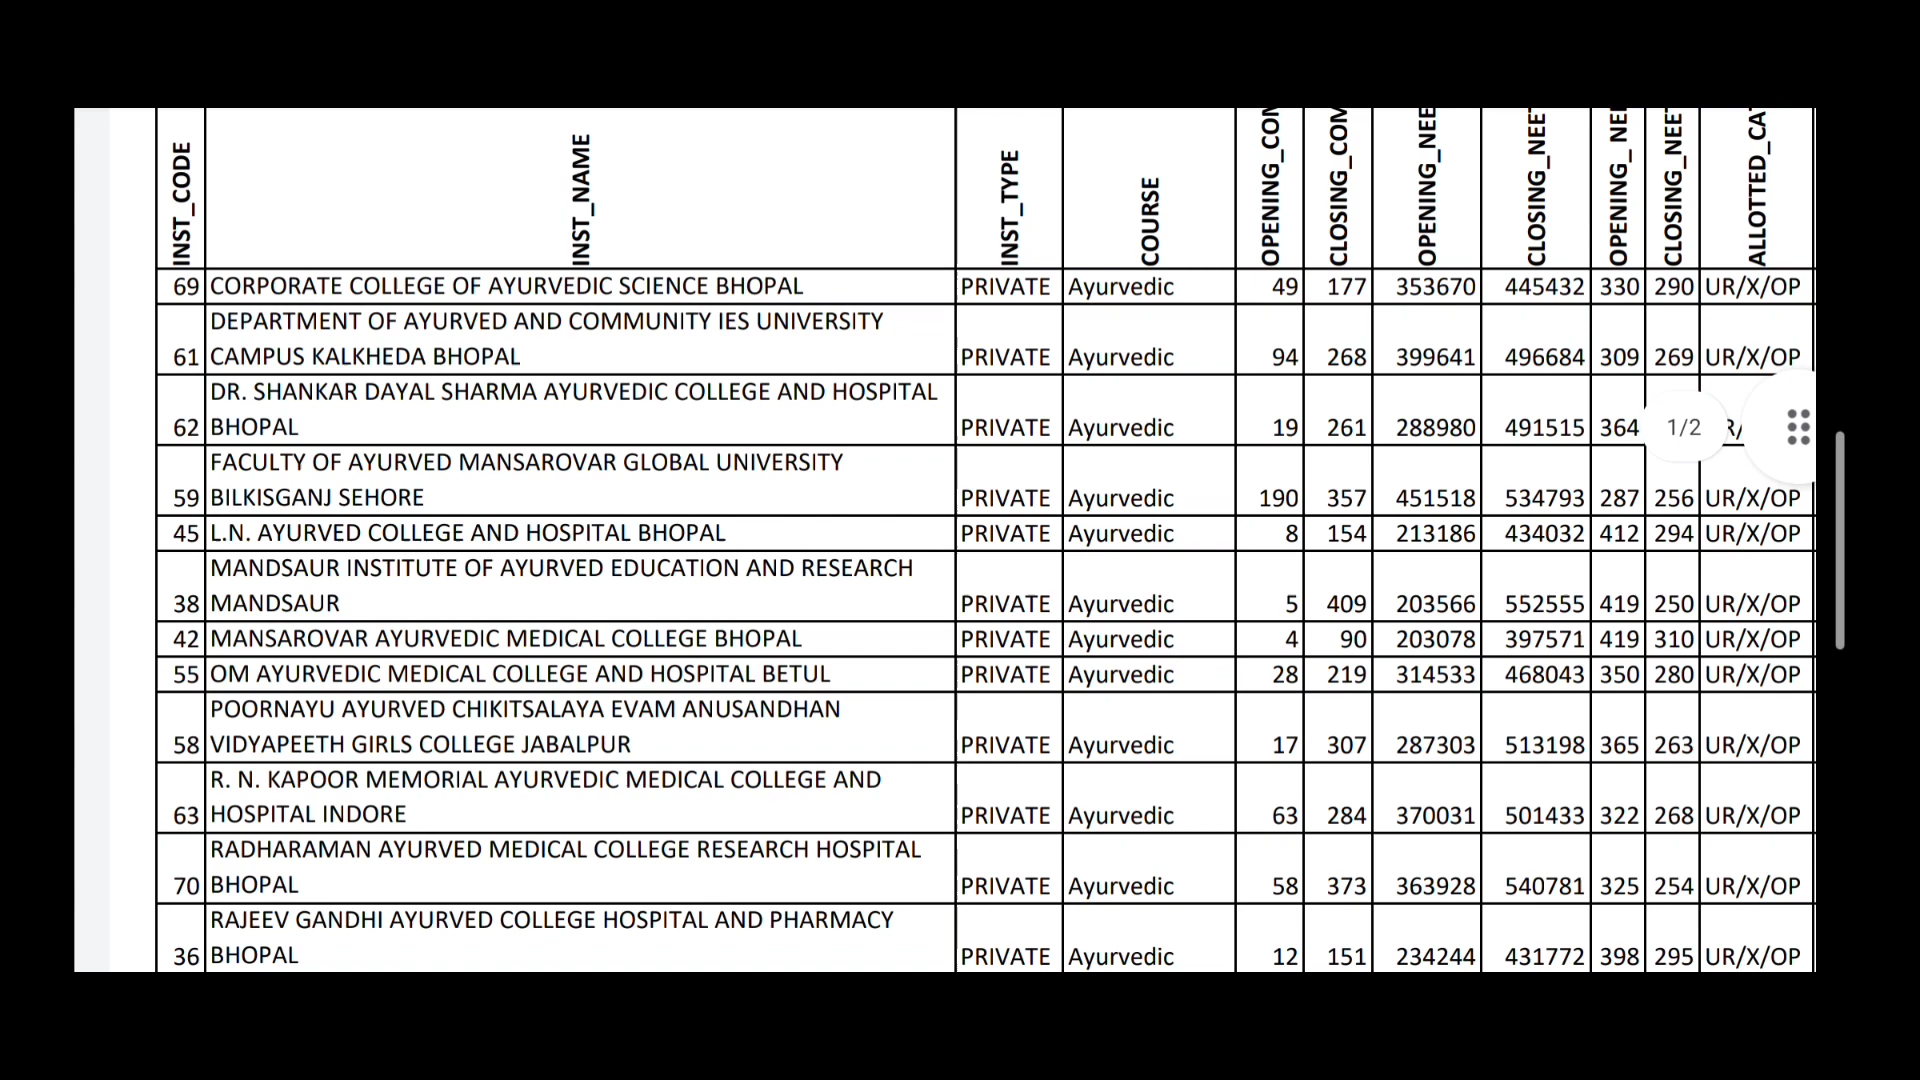 INST_CODE INST_NAME INST_TYPE COURSE OPENING_COM CLOSING_COM OPENING_NEE CLOSING_NEE OPENING_NE CLOSING_NEE ALLOTTED_CA
69 CORPORATE COLLEGE OF AYURVEDIC SCIENCE BHOPAL PRIVATE Ayurvedic 49 177 353670 445432 330 290 UR/X/OP
DEPARTMENT OF AYURVED AND COMMUNITY IES UNIVERSITY
61 CAMPUS KALKHEDA BHOPAL PRIVATE Ayurvedic 94 268 399641 496684 309 269 UR/X/OP
DR. SHANKAR DAYAL SHARMA AYURVEDIC COLLEGE AND HOSPITAL
62 BHOPAL PRIVATE Ayurvedic 19 261 288980 491515 364 1/2
FACULTY OF AYURVED MANSAROVAR GLOBAL UNIVERSITY
59 BILKISGANJ SEHORE PRIVATE Ayurvedic 190 357 451518 534793 287 256 UR/X/OP
45 L.N. AYURVED COLLEGE AND HOSPITAL BHOPAL PRIVATE Ayurvedic 8 154 213186 434032 412 294 UR/X/OP
MANDSAUR INSTITUTE OF AYURVED EDUCATION AND RESEARCH
38 MANDSAUR PRIVATE Ayurvedic 5 409 203566 552555 419 250 UR/X/OP
42 MANSAROVAR AYURVEDIC MEDICAL COLLEGE BHOPAL PRIVATE Ayurvedic 4 90 203078 397571 419 310 UR/X/OP
55 OM AYURVEDIC MEDICAL COLLEGE AND HOSPITAL BETUL PRIVATE Ayurvedic 28 219 314533 468043 350 280 UR/X/OP
POORNAYU AYURVED CHIKITSALAYA EVAM ANUSANDHAN
58 VIDYAPEETH GIRLS COLLEGE JABALPUR PRIVATE Ayurvedic 17 307 287303 513198 365 263 UR/X/OP
R. N. KAPOOR MEMORIAL AYURVEDIC MEDICAL COLLEGE AND
63 HOSPITAL INDORE PRIVATE Ayurvedic 63 284 370031 501433 322 268 UR/X/OP
RADHARAMAN AYURVED MEDICAL COLLEGE RESEARCH HOSPITAL
70 BHOPAL PRIVATE Ayurvedic 58 373 363928 540781 325 254 UR/X/OP
RAJEEV GANDHI AYURVED COLLEGE HOSPITAL AND PHARMACY
36 BHOPAL PRIVATE Ayurvedic 12 151 234244 431772 398 295 UR/X/OP